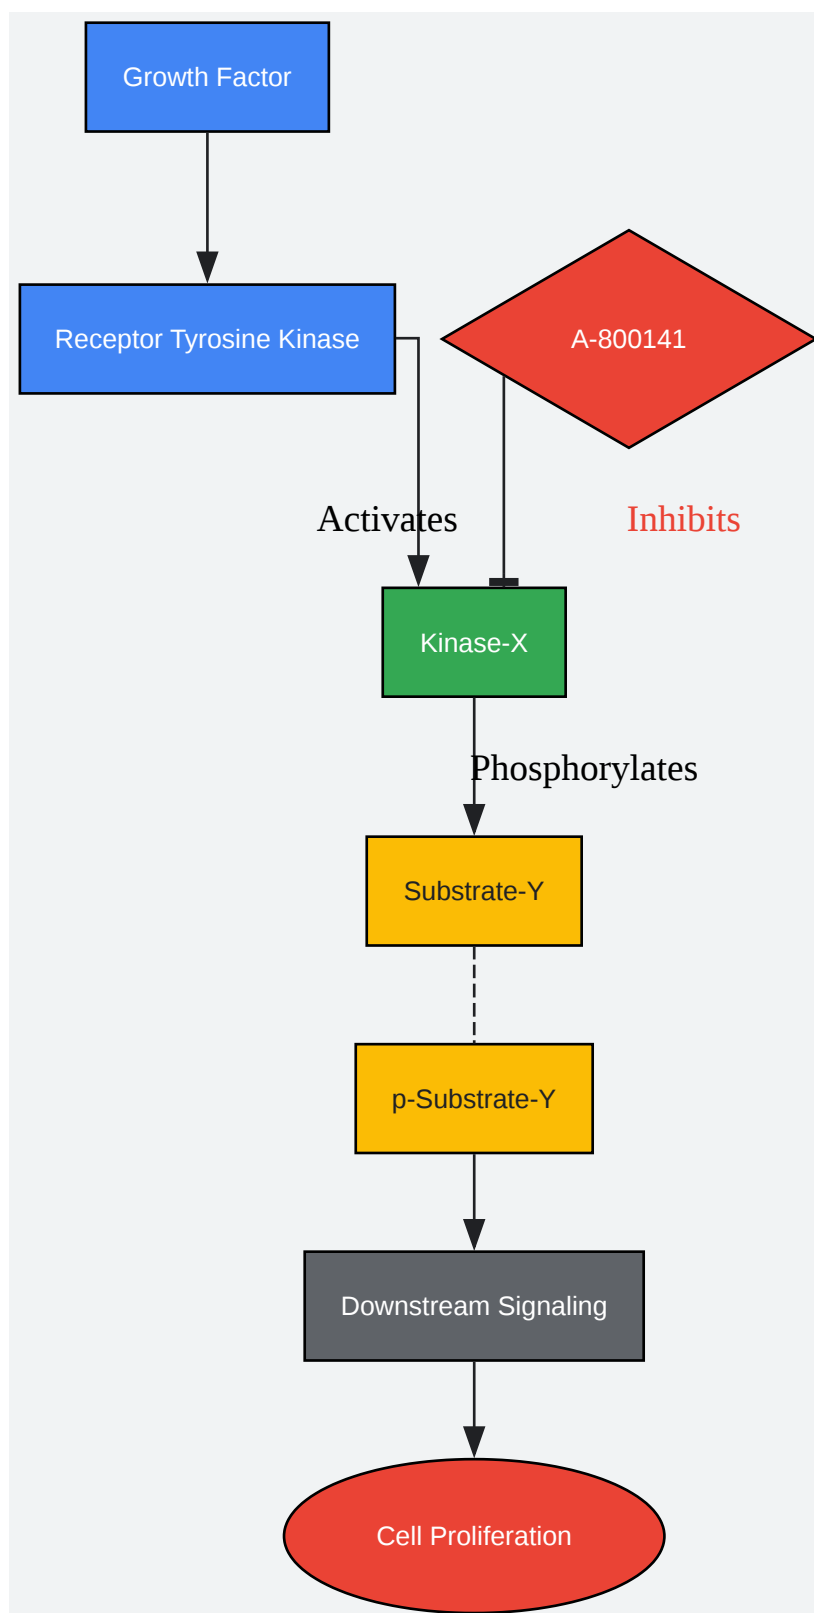 Growth Factor
Receptor Tyrosine Kinase
A-800141
Activates
Inhibits
Kinase-X
Phosphorylates
Substrate-Y
p-Substrate-Y
Downstream Signaling
Cell Proliferation